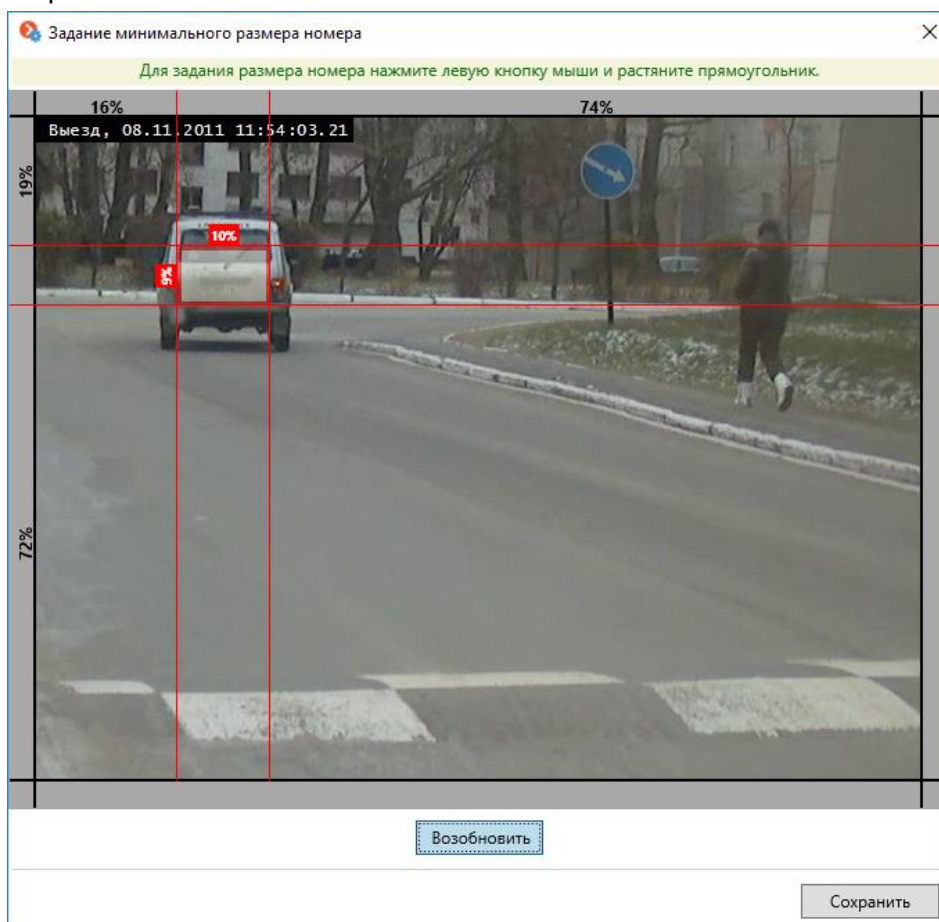 Задание минимального размера номера
Для задания размера номера нажмите левую кнопку мыши и растяните прямоугольник.
16% 74%
Выезд, 08.11.2011 11:54:03.21
19%
10%
9%
72%
Возобновить
Сохранить